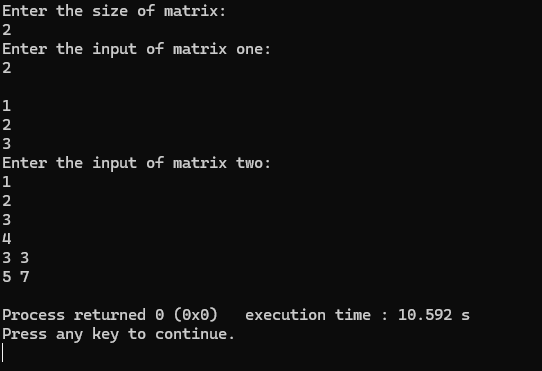 Enter the size of matrix:
2
Enter the input of matrix one:
2
1
2
3
Enter the input of matrix two:
1
2
3
4
3 3
5 7
Process returned 0 (0x0)   execution time : 10.592 s
Press any key to continue.